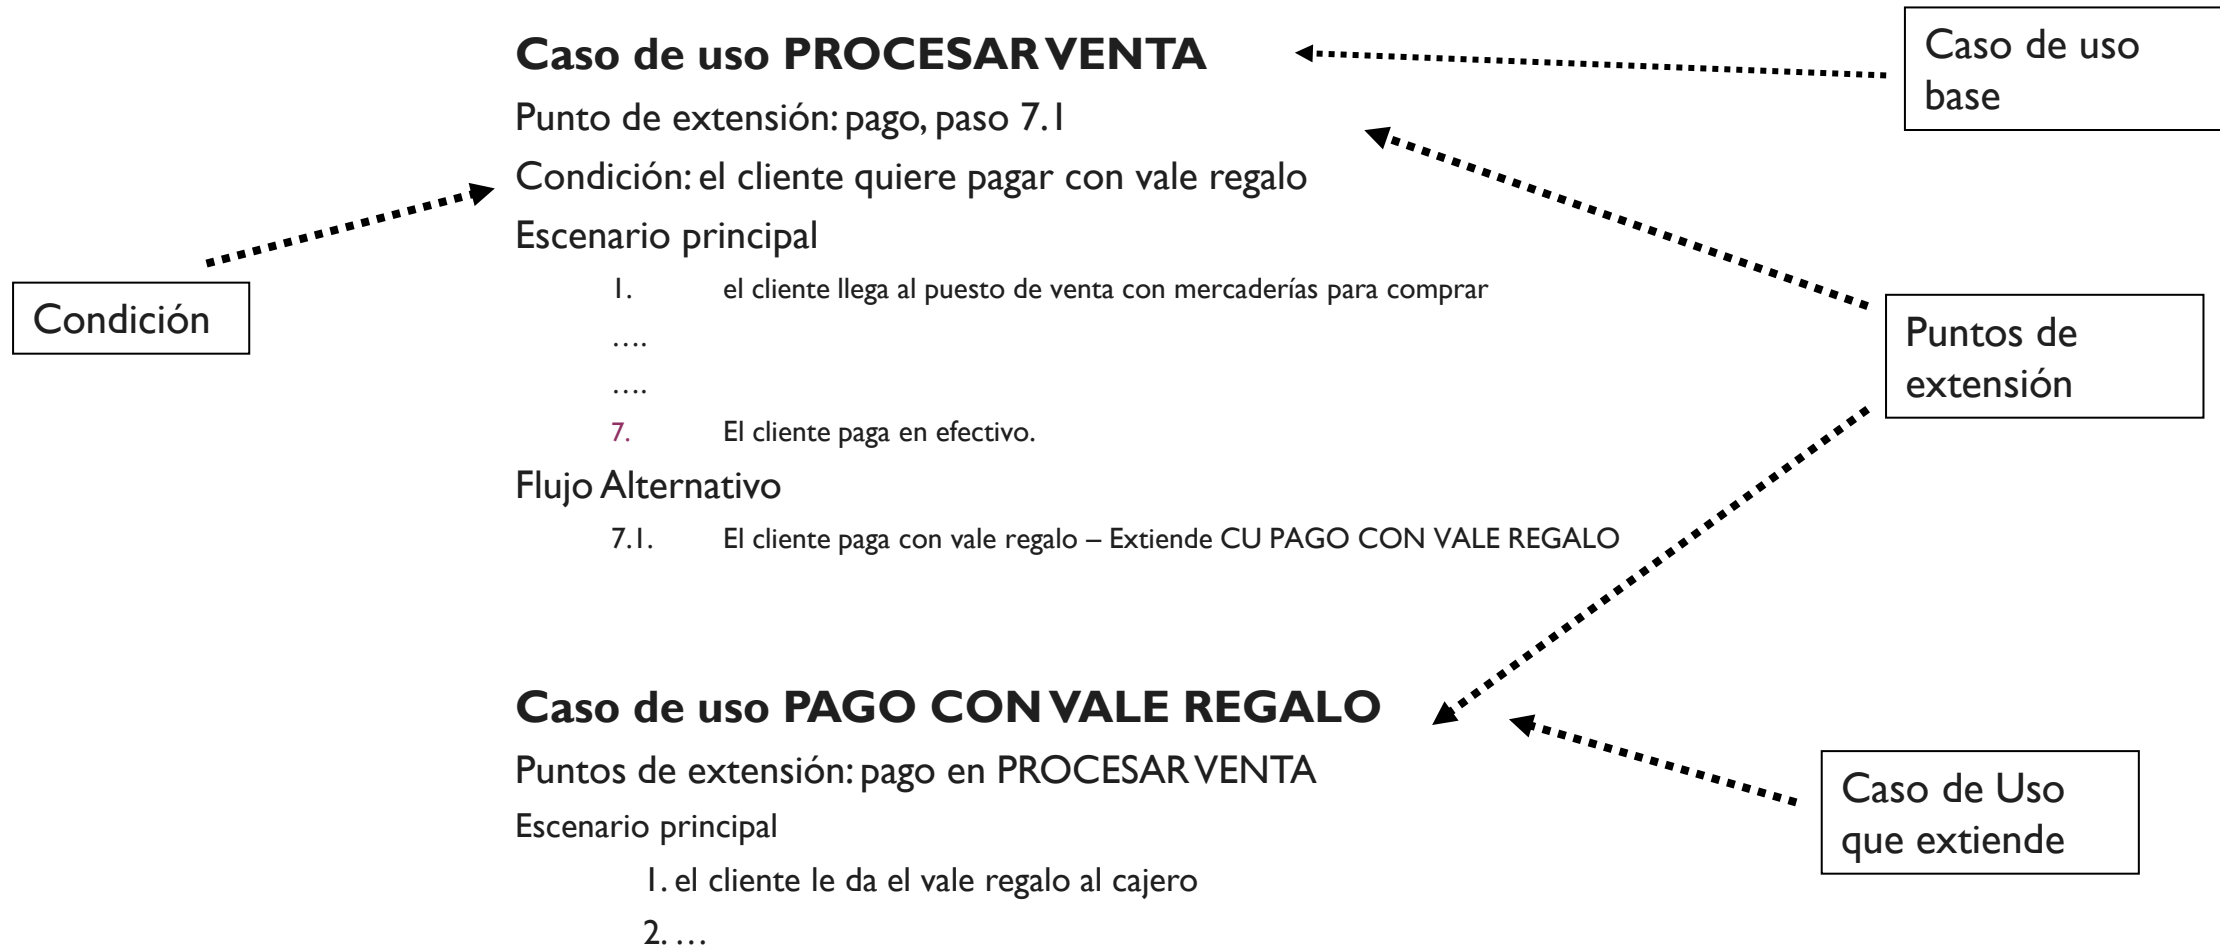 Caso de uso PROCESAR VENTA
Caso de uso
base
Punto de extensión: pago, paso 7.1
Condición: el cliente quiere pagar con vale regalo
Escenario principal
1. el cliente llega al puesto de venta con mercaderías para comprar
Condición
….
Puntos de
extensión
….
7. El cliente paga en efectivo.
Flujo Alternativo
7.1. El cliente paga con vale regalo – Extiende CU PAGO CON VALE REGALO
Caso de uso PAGO CON VALE REGALO
Puntos de extensión: pago en PROCESAR VENTA
Caso de Uso
que extiende
Escenario principal
1. el cliente le da el vale regalo al cajero
2. …